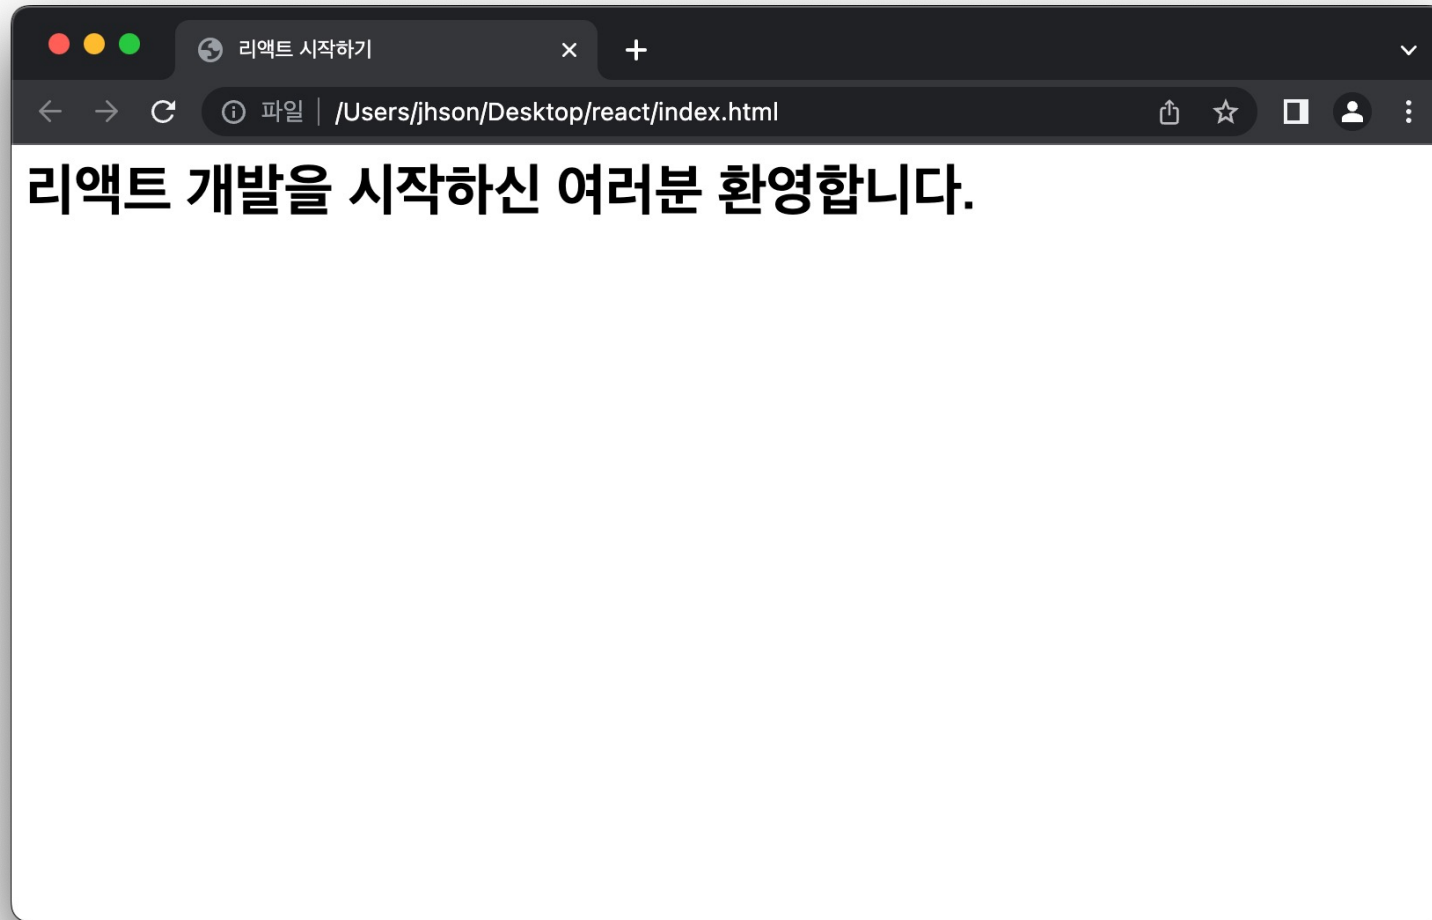 리액트 시작하기
파일 | /Users/jhson/Desktop/react/index.html
리액트 개발을 시작하신 여러분 환영합니다.